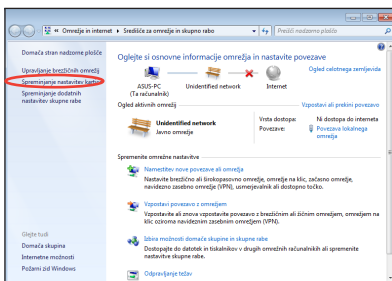 « Omrežje in internet ▸ Središče za omrežje in skupno rabo
Preišči nadzorno ploščo
Domača stran nadzorne plošče
Upravljanje brezžičnih omrežij
Spreminjanje nastavitev kartice
Spreminjanje dodatnih
nastavitev skupne rabe
Oglejte si osnovne informacije omrežja in nastavite povezave
Ogled celotnega zemljevida
ASUS-PC
(Ta računalnik)
Unidentified network
Internet
Ogled aktivnih omrežij
Vzpostavi ali prekini povezavo
Unidentified network
Javno omrežje
Vrsta dostopa: Ni dostopa do interneta
Povezave: Povezava lokalnega
omrežja
Spremenite omrežne nastavitve
Namestitev nove povezave ali omrežja
Nastavite brezžično ali širokopasovno omrežje, omrežje na klic, začasno omrežje,
navidezno zasebno omrežje (VPN), usmerjevalnik ali dostopno točko.
Vzpostavi povezavo z omrežjem
Vzpostavite ali znova vzpostavite povezavo z brezžičnim ali žičnim omrežjem, omrežjem na
klic oziroma navideznim zasebnim omrežjem (VPN).
Izbira možnosti domače skupine in skupne rabe
Dostopajte do datotek in tiskalnikov v drugih omrežnih računalnikih ali spremenite
nastavitve skupne rabe.
Odpravljanje težav
Glejte tudi
Domača skupina
Internetne možnosti
Požarni zid Windows